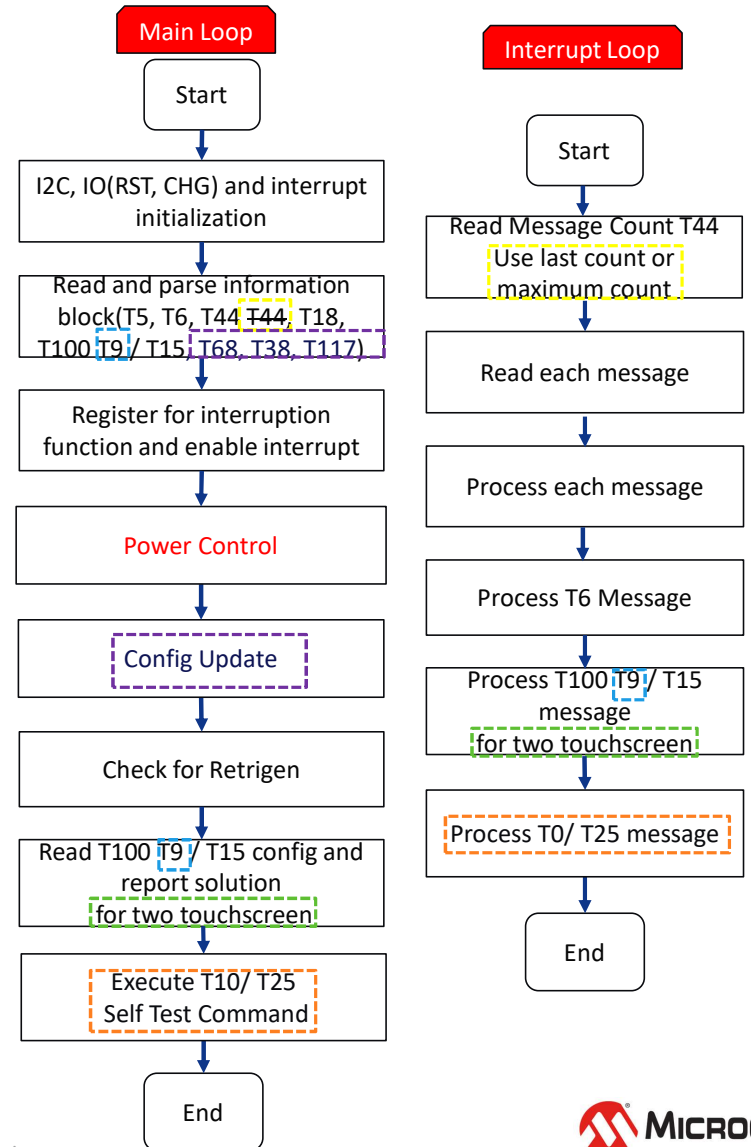 Main Loop
Start
I2C, IO(RST, CHG) and interrupt
initialization
Read and parse information
block(T5, T6, T44 T44, T18,
T100 T9 / T15, T68, T38, T117)
Register for interruption
function and enable interrupt
Power Control
Config Update
Check for Retrigen
Read T100 T9 / T15 config and
report solution
for two touchscreen
Execute T10/ T25
Self Test Command
End
Interrupt Loop
Start
Read Message Count T44
Use last count or
maximum count
Read each message
Process each message
Process T6 Message
Process T100 T9 / T15
message
for two touchscreen
Process T0/ T25 message
End